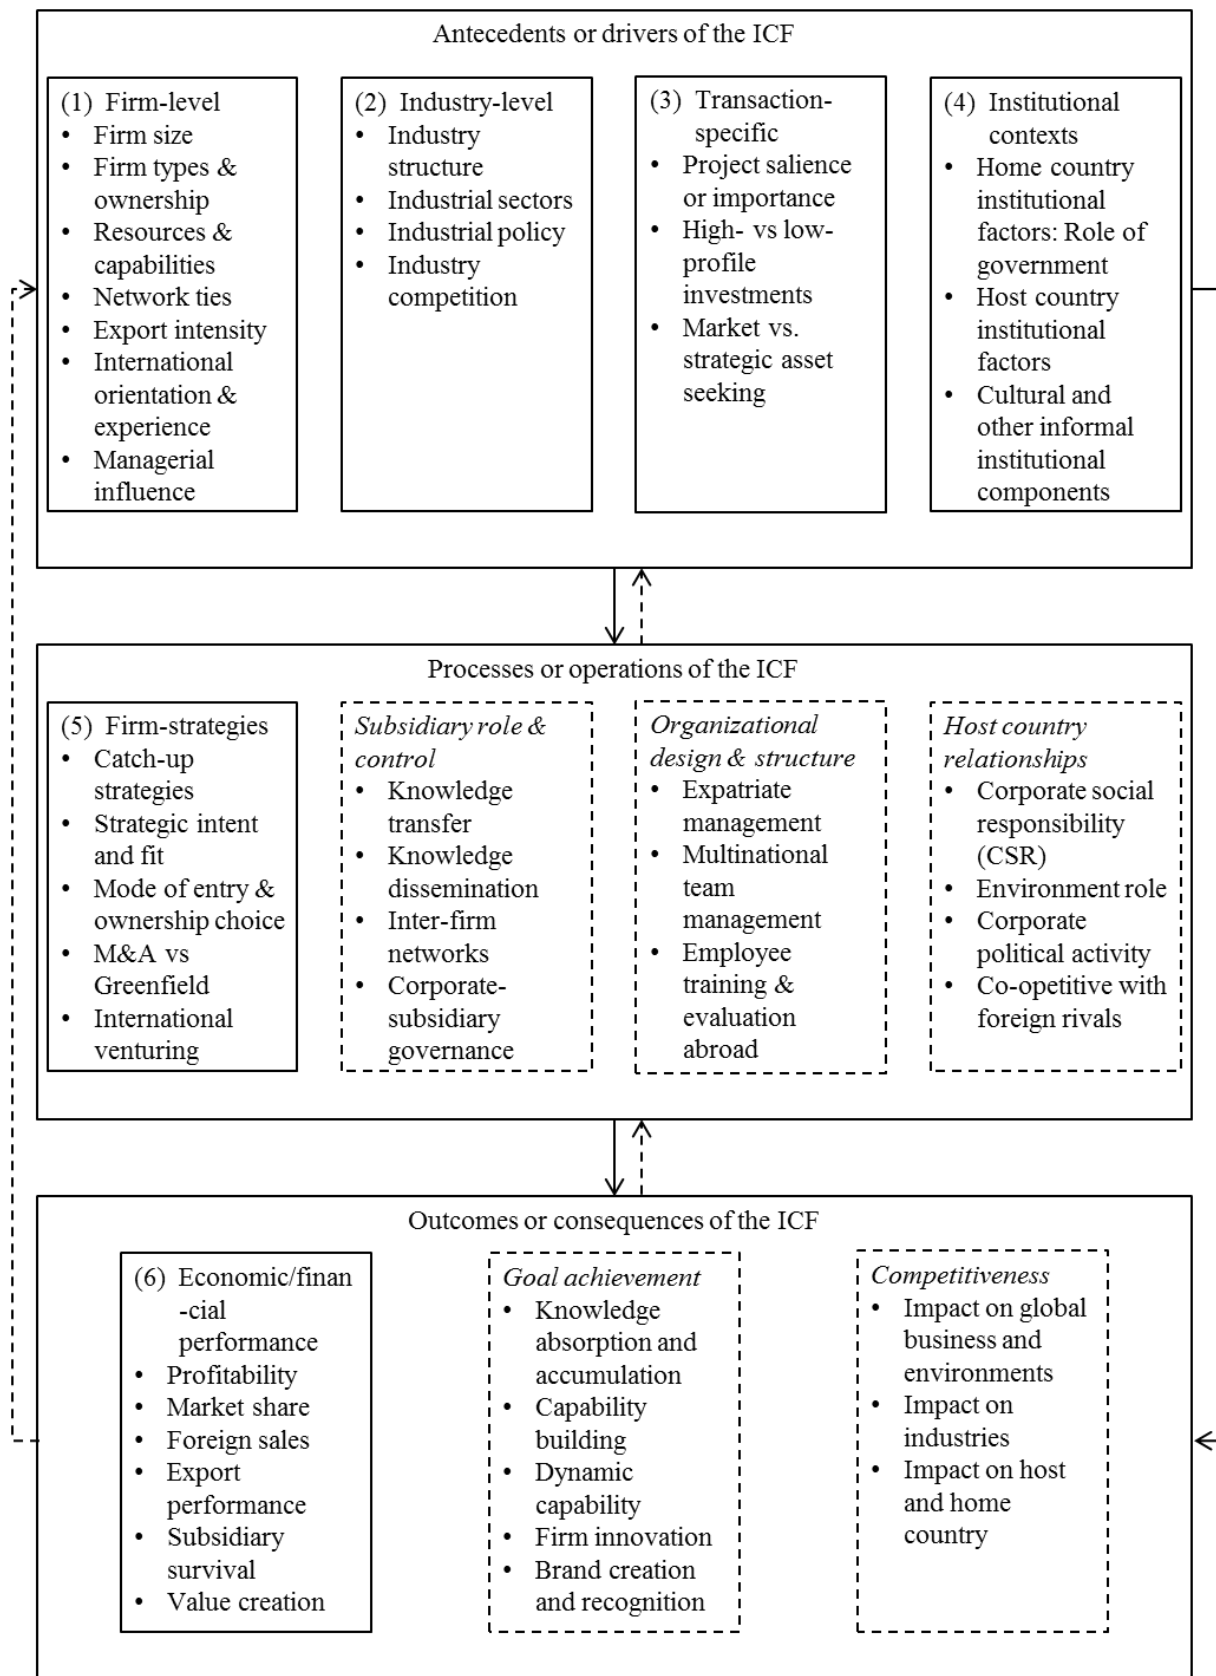 Antecedents or drivers of the ICF
(1) Firm-level
• Firm size
• Firm types &
ownership
• Resources &
capabilities
• Network ties
• Export intensity
• International
orientation &
experience
• Managerial
influence
(2) Industry-level
• Industry
structure
• Industrial sectors
• Industrial policy
• Industry
competition
(3) Transaction-
specific
• Project salience
or importance
• High- vs low-
profile
investments
• Market vs.
strategic asset
seeking
(4) Institutional
contexts
• Home country
institutional
factors: Role of
government
• Host country
institutional
factors
• Cultural and
other informal
institutional
components
Processes or operations of the ICF
(5) Firm-strategies
• Catch-up
strategies
• Strategic intent
and fit
• Mode of entry &
ownership choice
• M&A vs
Greenfield
• International
venturing
Subsidiary role &
control
• Knowledge
transfer
• Knowledge
dissemination
• Inter-firm
networks
• Corporate-
subsidiary
governance
Organizational
design & structure
• Expatriate
management
• Multinational
team
management
• Employee
training &
evaluation
abroad
Host country
relationships
• Corporate social
responsibility
(CSR)
• Environment role
• Corporate
political activity
• Co-opetitive with
foreign rivals
Outcomes or consequences of the ICF
(6) Economic/finan
-cial
performance
• Profitability
• Market share
• Foreign sales
• Export
performance
• Subsidiary
survival
• Value creation
Goal achievement
• Knowledge
absorption and
accumulation
• Capability
building
• Dynamic
capability
• Firm innovation
• Brand creation
and recognition
Competitiveness
• Impact on global
business and
environments
• Impact on
industries
• Impact on host
and home
country